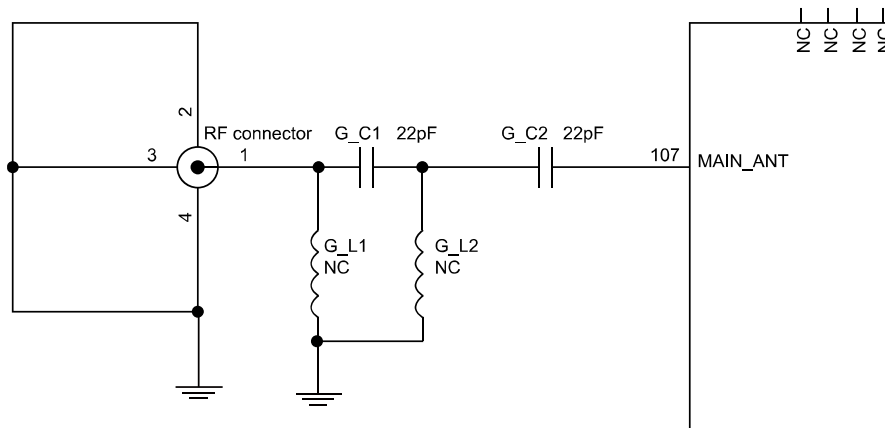 NC NC NC NC
2
RF connector
G_C1 22pF
G_C2 22pF
3
1
107
MAIN_ANT
4
G_L1
NC
G_L2
NC